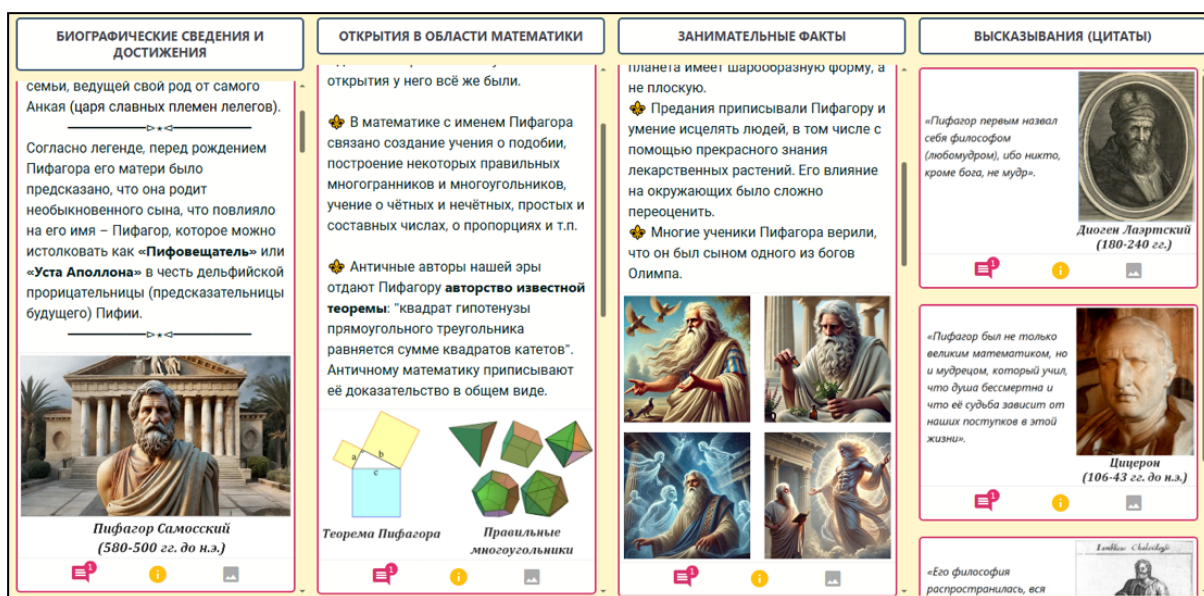 БИОГРАФИЧЕСКИЕ СВЕДЕНИЯ И
ДОСТИЖЕНИЯ
семьи, ведущей свой род от самого
Анкая (царя славных племен лелегов).
Согласно легенде, перед рождением
Пифагора его матери было
предсказано, что она родит
необыкновенного сына, что повлияло
на его имя – Пифагор, которое можно
истолковать как «Пифовещатель» или
«Уста Аполлона» в честь дельфийской
прорицательницы (предсказательницы
будущего) Пифии.
Пифагор Самосский
(580-500 гг. до н.э.)
1
ОТКРЫТИЯ В ОБЛАСТИ МАТЕМАТИКИ
открытия у него всё же были.
В математике с именем Пифагора
связано создание учения о подобии,
построение некоторых правильных
многогранников и многоугольников,
учение о чётных и нечётных, простых и
составных числах, о пропорциях и т.п.
Античные авторы нашей эры
отдают Пифагору авторство известной
теоремы: "квадрат гипотенузы
прямоугольного треугольника
равняется сумме квадратов катетов".
Античному математику приписывают
её доказательство в общем виде.
a
b
c
Теорема Пифагора
Правильные
многоугольники
1
ЗАНИМАТЕЛЬНЫЕ ФАКТЫ
планета имеет шарообразную форму, а
не плоскую.
Предания приписывали Пифагору и
умение исцелять людей, в том числе с
помощью прекрасного знания
лекарственных растений. Его влияние
на окружающих было сложно
переоценить.
Многие ученики Пифагора верили,
что он был сыном одного из богов
Олимпа.
1
ВЫСКАЗЫВАНИЯ (ЦИТАТЫ)
«Пифагор первым назвал
себя философом
(любомудром), ибо никто,
кроме бога, не мудр».
Диоген Лаэртский
(180-240 гг.)
1
«Пифагор был не только
великим математиком, но
и мудрецом, который учил,
что душа бессмертна и
что её судьба зависит от
наших поступков в этой
жизни».
Цицерон
(106-43 гг. до н.э.)
1
«Его философия
распространилась, вся